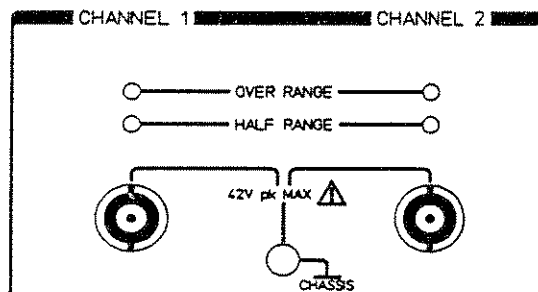 CHANNEL 1 CHANNEL 2
OVER RANGE
HALF RANGE
42V pk MAX
CHASSIS